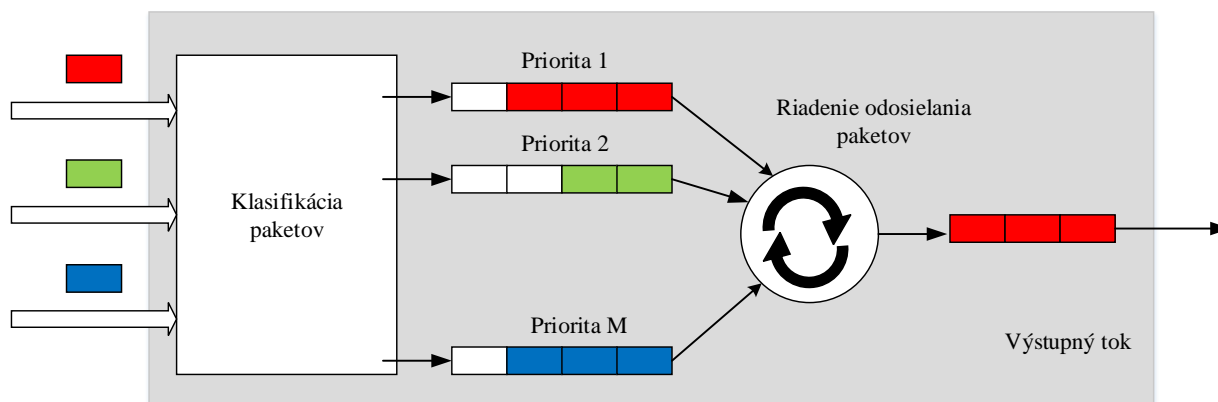 Priorita 1
Riadenie odosielania
paketov
Priorita 2
Klasifikácia
paketov
Priorita M
Výstupný tok